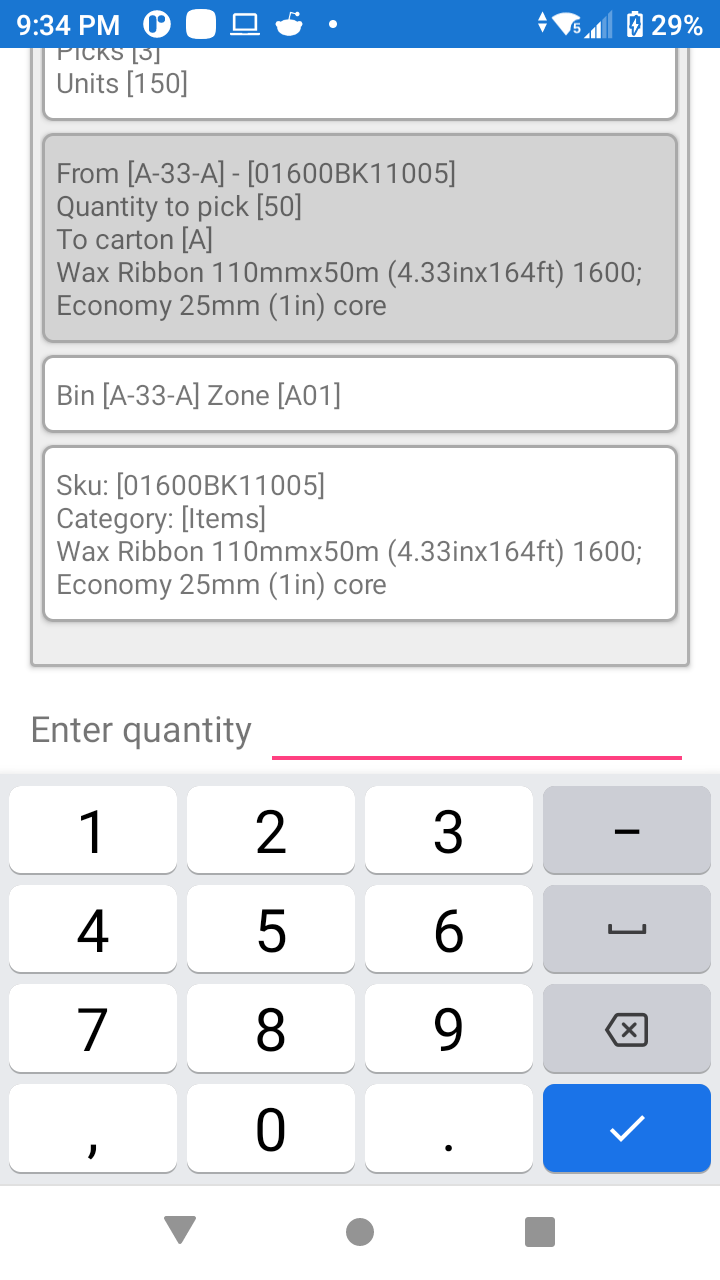 9:34 PM
5
29%
Picks [3]
Units [150]
From [A-33-A] - [01600BK11005]
Quantity to pick [50]
To carton [A]
Wax Ribbon 110mmx50m (4.33inx164ft) 1600;
Economy 25mm (1in) core
Bin [A-33-A] Zone [A01]
Sku: [01600BK11005]
Category: [Items]
Wax Ribbon 110mmx50m (4.33inx164ft) 1600;
Economy 25mm (1in) core
Enter quantity
1 2 3 –
4 5 6
7 8 9
, 0 .